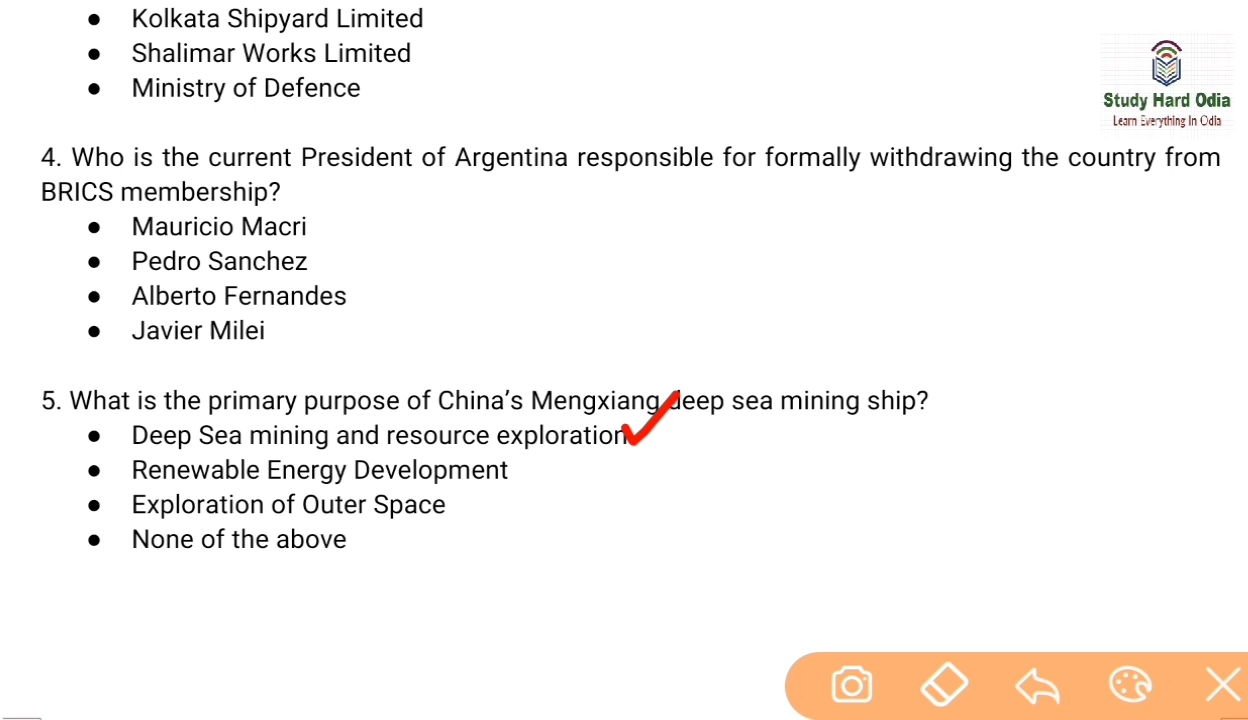 ● Kolkata Shipyard Limited
● Shalimar Works Limited
● Ministry of Defence
Study Hard Odia
Learn Everything In Odia
4. Who is the current President of Argentina responsible for formally withdrawing the country from
BRICS membership?
● Mauricio Macri
● Pedro Sanchez
● Alberto Fernandes
● Javier Milei
5. What is the primary purpose of China’s Mengxiang deep sea mining ship?
● Deep Sea mining and resource exploration
● Renewable Energy Development
● Exploration of Outer Space
● None of the above